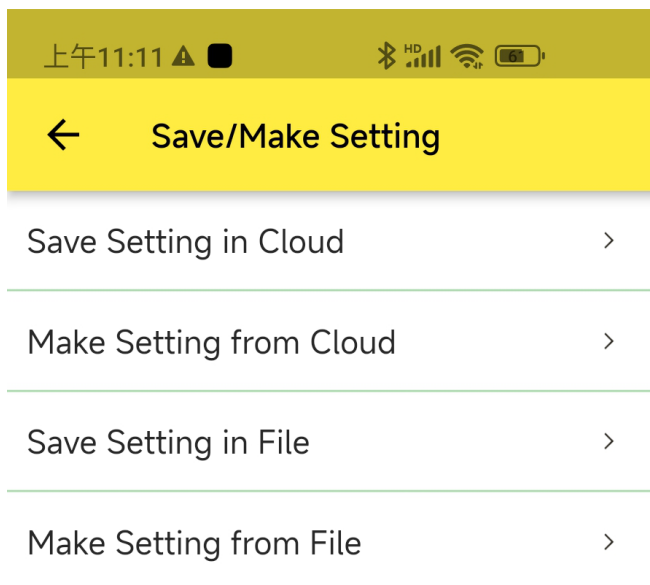 上午11:11
HD
Save/Make Setting
Save Setting in Cloud
Make Setting from Cloud
Save Setting in File
Make Setting from File